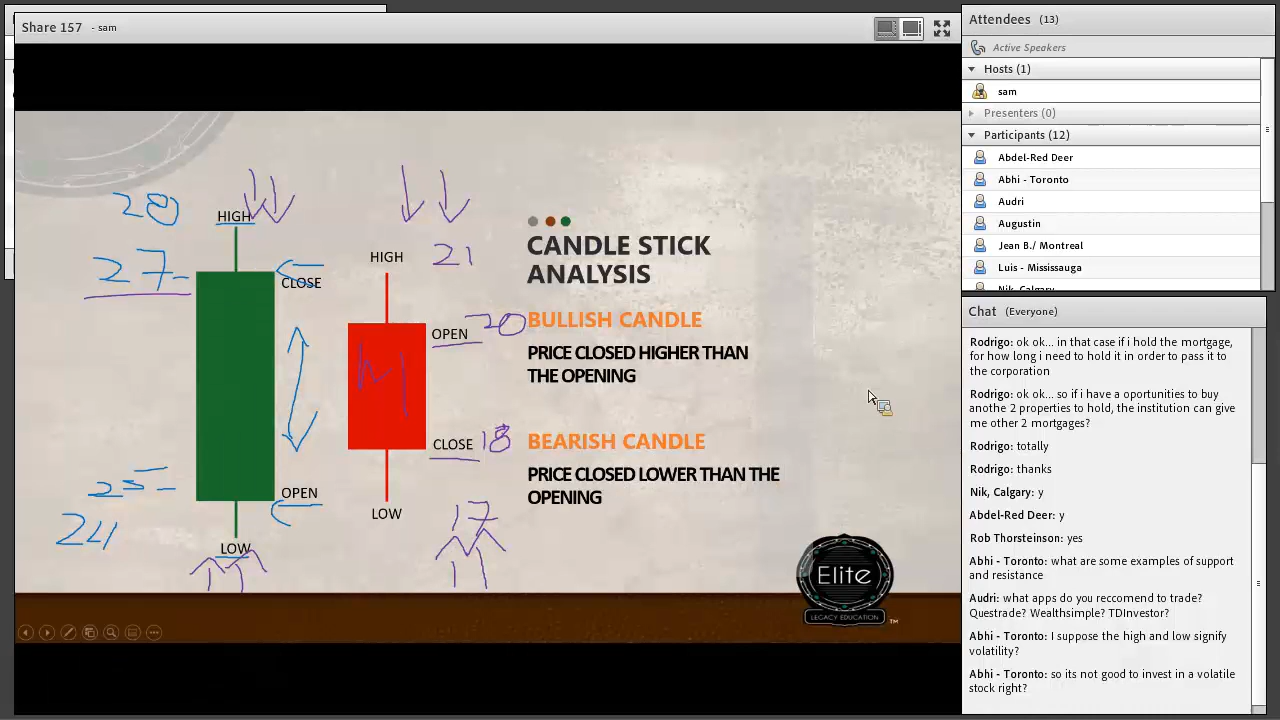 Share 157 - sam
28
HIGH
27
CLOSE
25
OPEN
24
LOW
HIGH
21
OPEN
20
CLOSE
18
LOW
17
CANDLE STICK
ANALYSIS
BULLISH CANDLE
PRICE CLOSED HIGHER THAN
THE OPENING
BEARISH CANDLE
PRICE CLOSED LOWER THAN THE
OPENING
Elite
LEGACY EDUCATION
TM
Attendees (13)
Active Speakers
Hosts (1)
sam
Presenters (0)
Participants (12)
Abdel-Red Deer
Abhi - Toronto
Audri
Augustin
Jean B./ Montreal
Luis - Mississauga
Nik, Calgary
Chat (Everyone)
Rodrigo: ok ok... in that case if i hold the mortgage,
for how long i need to hold it in order to pass it to
the corporation
Rodrigo: ok ok... so if i have a oportunities to buy
anothe 2 properties to hold, the institution can give
me other 2 mortgages?
Rodrigo: totally
Rodrigo: thanks
Nik, Calgary: y
Abdel-Red Deer: y
Rob Thorsteinson: yes
Abhi - Toronto: what are some examples of support
and resistance
Audri: what apps do you reccomend to trade?
Questrade? Wealthsimple? TDInvestor?
Abhi - Toronto: I suppose the high and low signify
volatility?
Abhi - Toronto: so its not good to invest in a volatile
stock right?